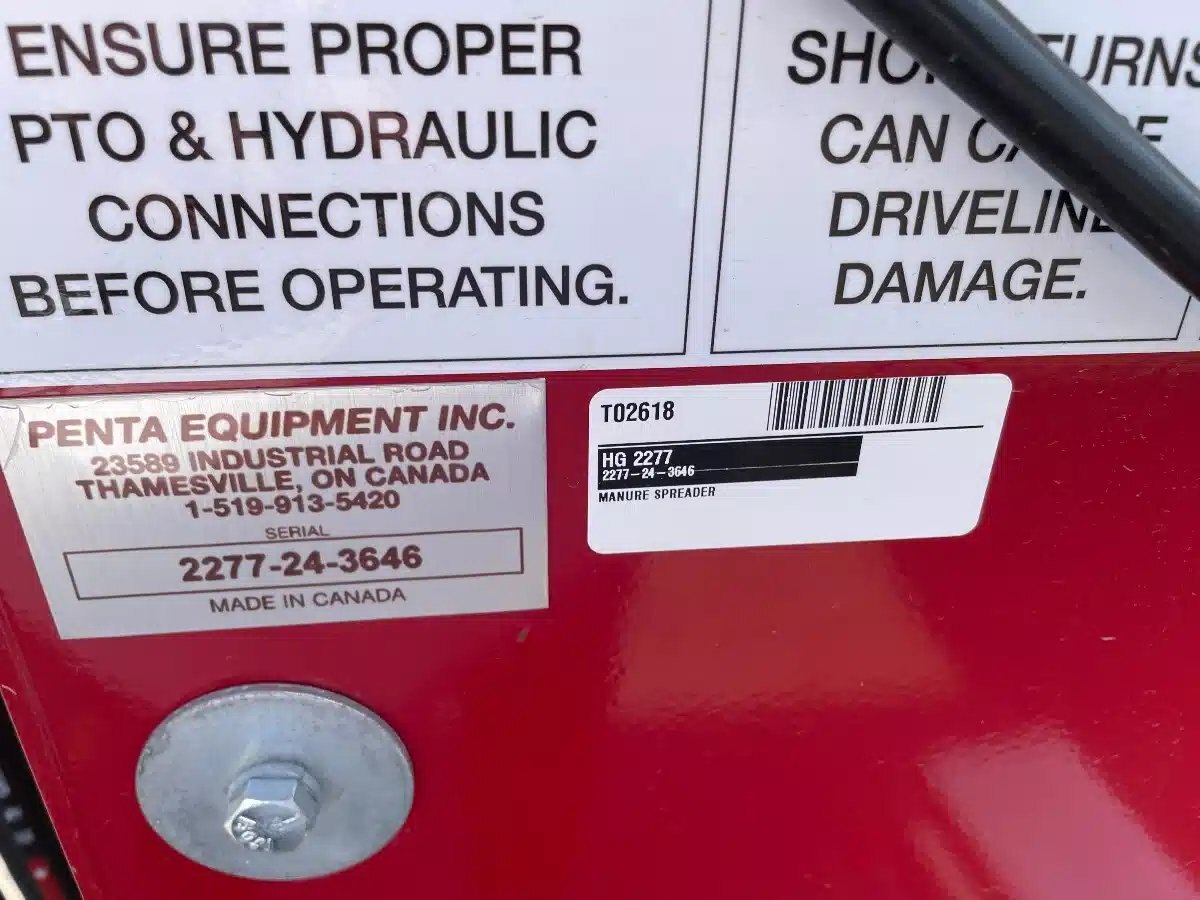 ENSURE PROPER
PTO & HYDRAULIC
CONNECTIONS
BEFORE OPERATING.
CAN
DAMAGE.
PENTA EQUIPMENT INC.
23589 INDUSTRIAL ROAD
THAMESVILLE, ON CANADA
1-519-913-5420
SERIAL
2277-24-3646
MADE IN CANADA
T02618
HG 2277
2277-24-3646
MANURE SPREADER